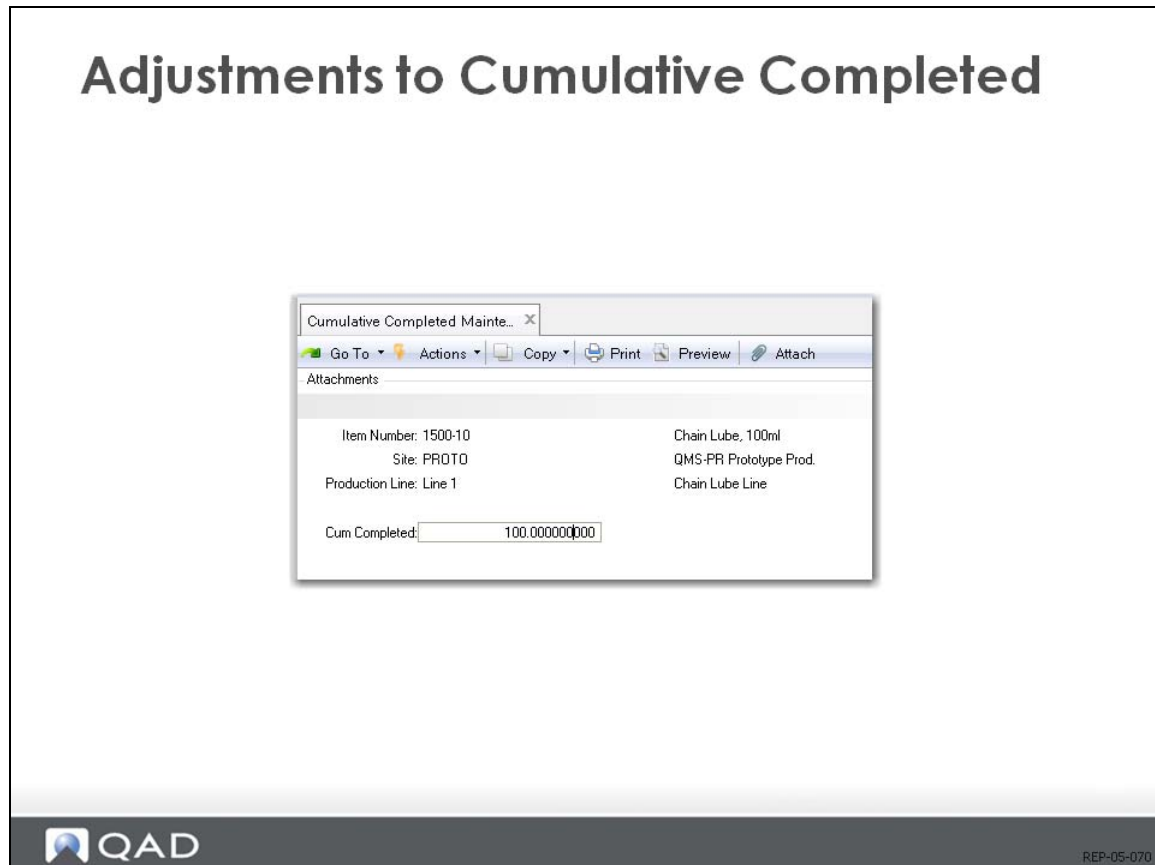 Adjustments to Cumulative Completed
Cumulative Completed Mainte...
Go To Actions Copy Print Preview Attach
Attachments
Item Number: 1500-10 Chain Lube, 100ml
Site: PROTO QMS-PR Prototype Prod.
Production Line: Line 1 Chain Lube Line
Cum Completed: 100.000000000
QAD
REP-05-070